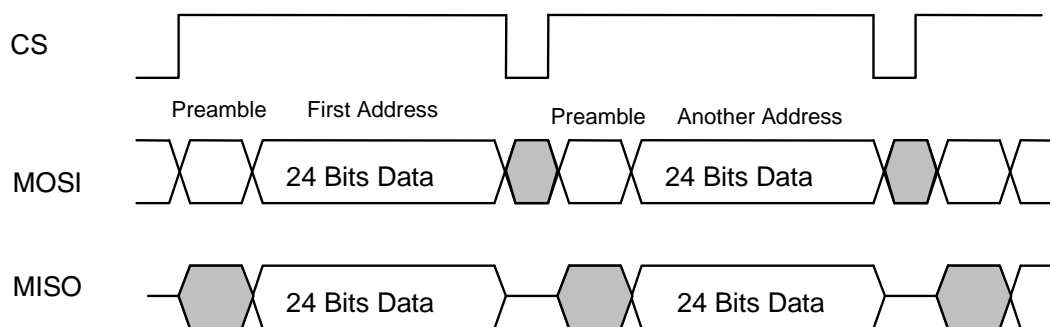 CS
Preamble First Address Preamble Another Address
MOSI 24 Bits Data 24 Bits Data
MISO 24 Bits Data 24 Bits Data